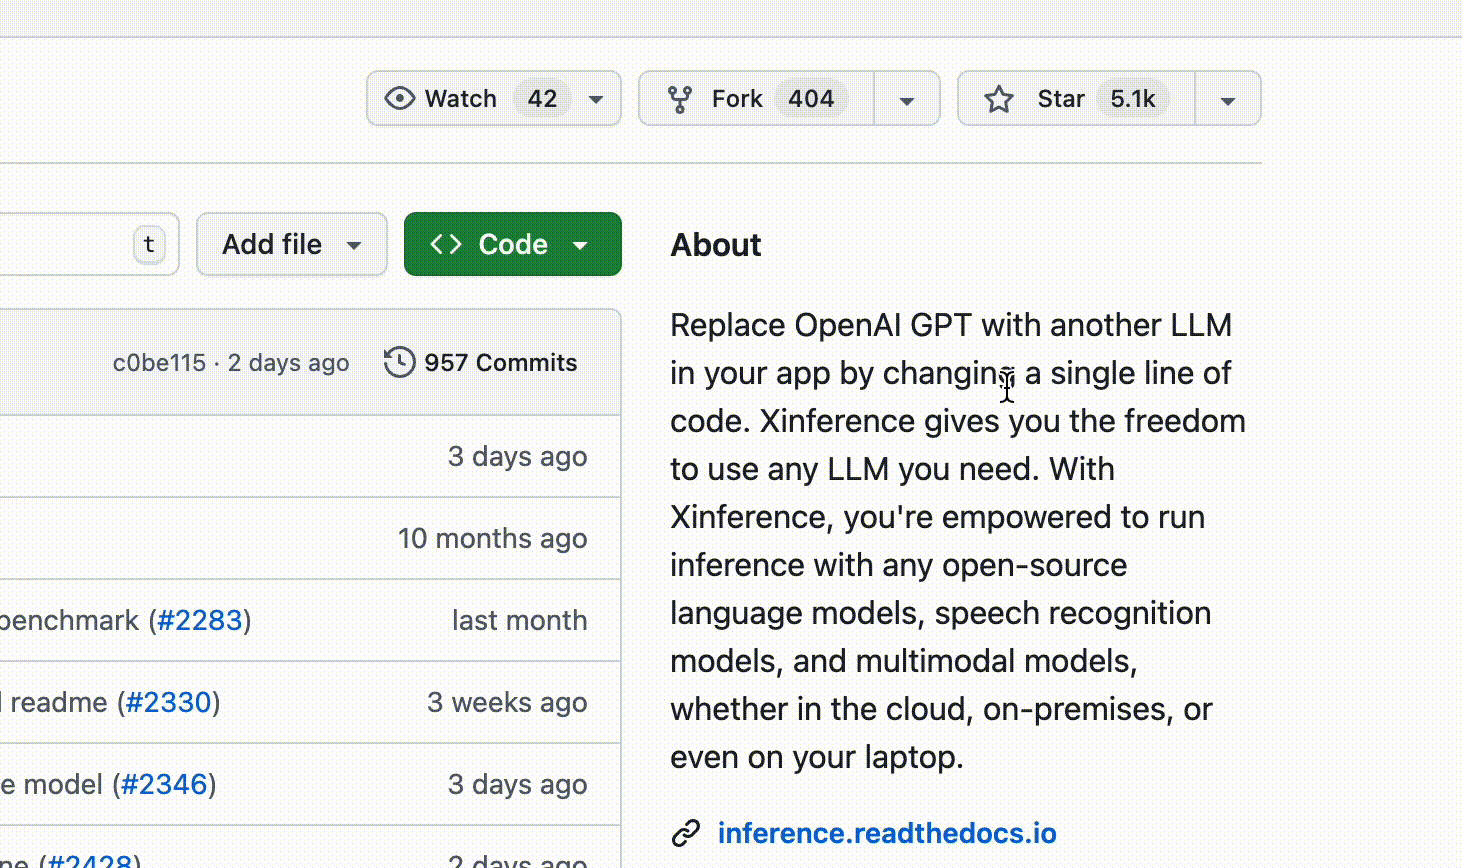 Watch 42
Fork 404
Star 5.1k
t
Add file
Code
c0be115 · 2 days ago
957 Commits
3 days ago
10 months ago
benchmark (#2283)
last month
readme (#2330)
3 weeks ago
e model (#2346)
3 days ago
ne (#2428)
2 days ago
About
Replace OpenAI GPT with another LLM
in your app by changing a single line of
code. Xinference gives you the freedom
to use any LLM you need. With
Xinference, you're empowered to run
inference with any open-source
language models, speech recognition
models, and multimodal models,
whether in the cloud, on-premises, or
even on your laptop.
inference.readthedocs.io